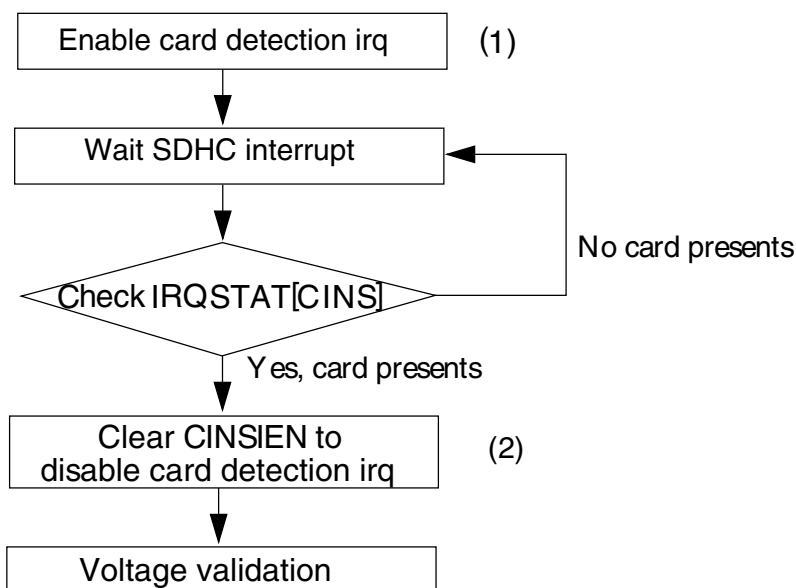 Enable card detection irq
(1)
Wait SDHC interrupt
No card presents
Check IRQSTAT[CINS]
Yes, card presents
Clear CINSIEN to
disable card detection irq
(2)
Voltage validation